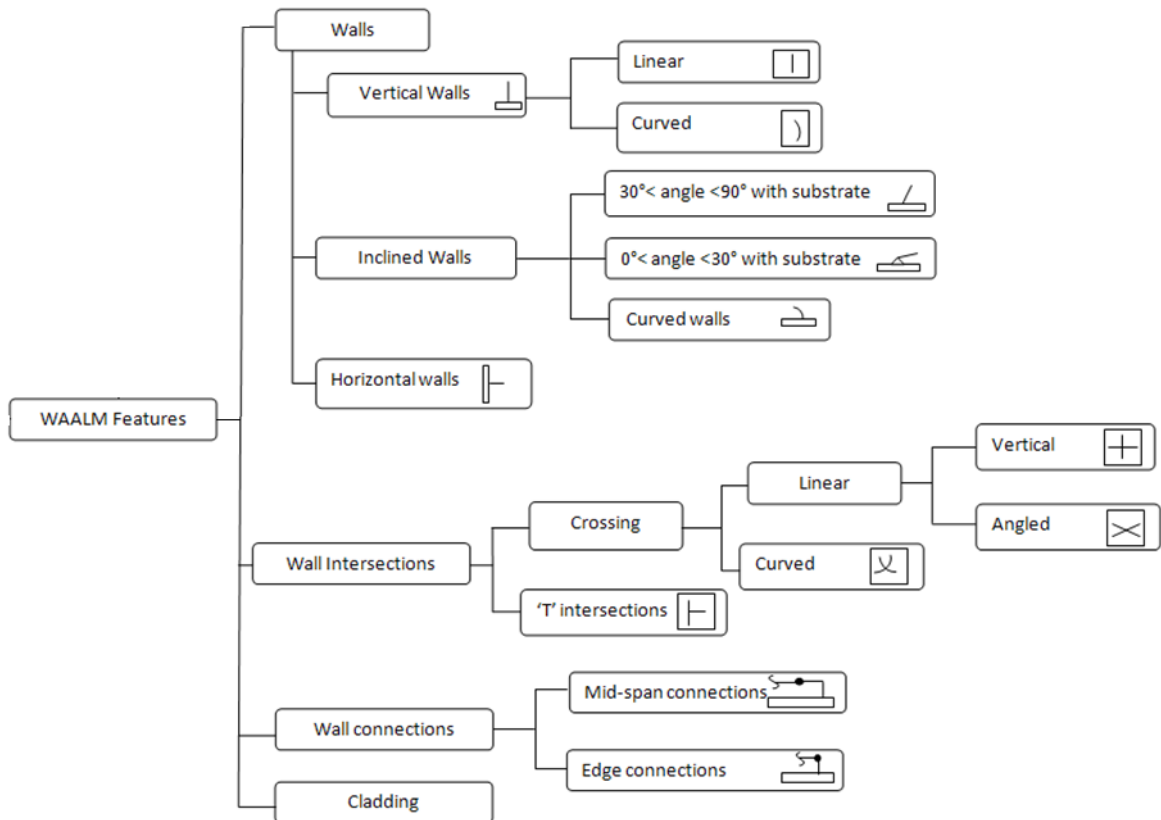 Walls
Vertical Walls
Linear
Curved
Inclined Walls
30°< angle <90° with substrate
0°< angle <30° with substrate
Curved walls
Horizontal walls
WAALM Features
Wall Intersections
Crossing
Linear
Vertical
Angled
Curved
‘T’ intersections
Wall connections
Mid-span connections
Edge connections
Cladding